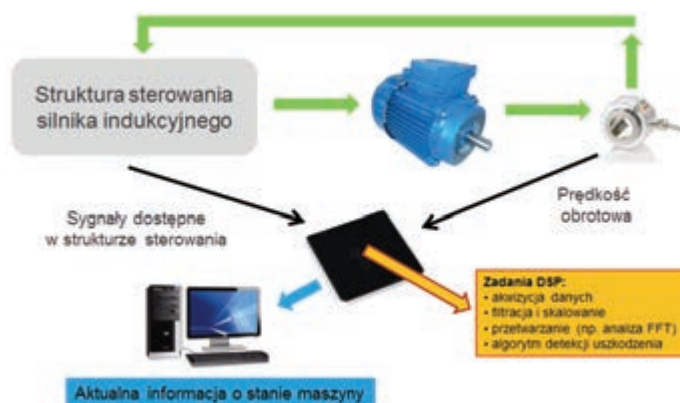 Struktura sterowania
silnika indukcyjnego
Prędkość
obrotowa
Sygnały dostępne
w strukturze sterowania
Zadania DSP:
• akwizycja danych
• filtracja i skalowanie
• przetwarzanie (np. analiza FFT)
• algorytm detekcji uszkodzenia
Aktualna informacja o stanie maszyny